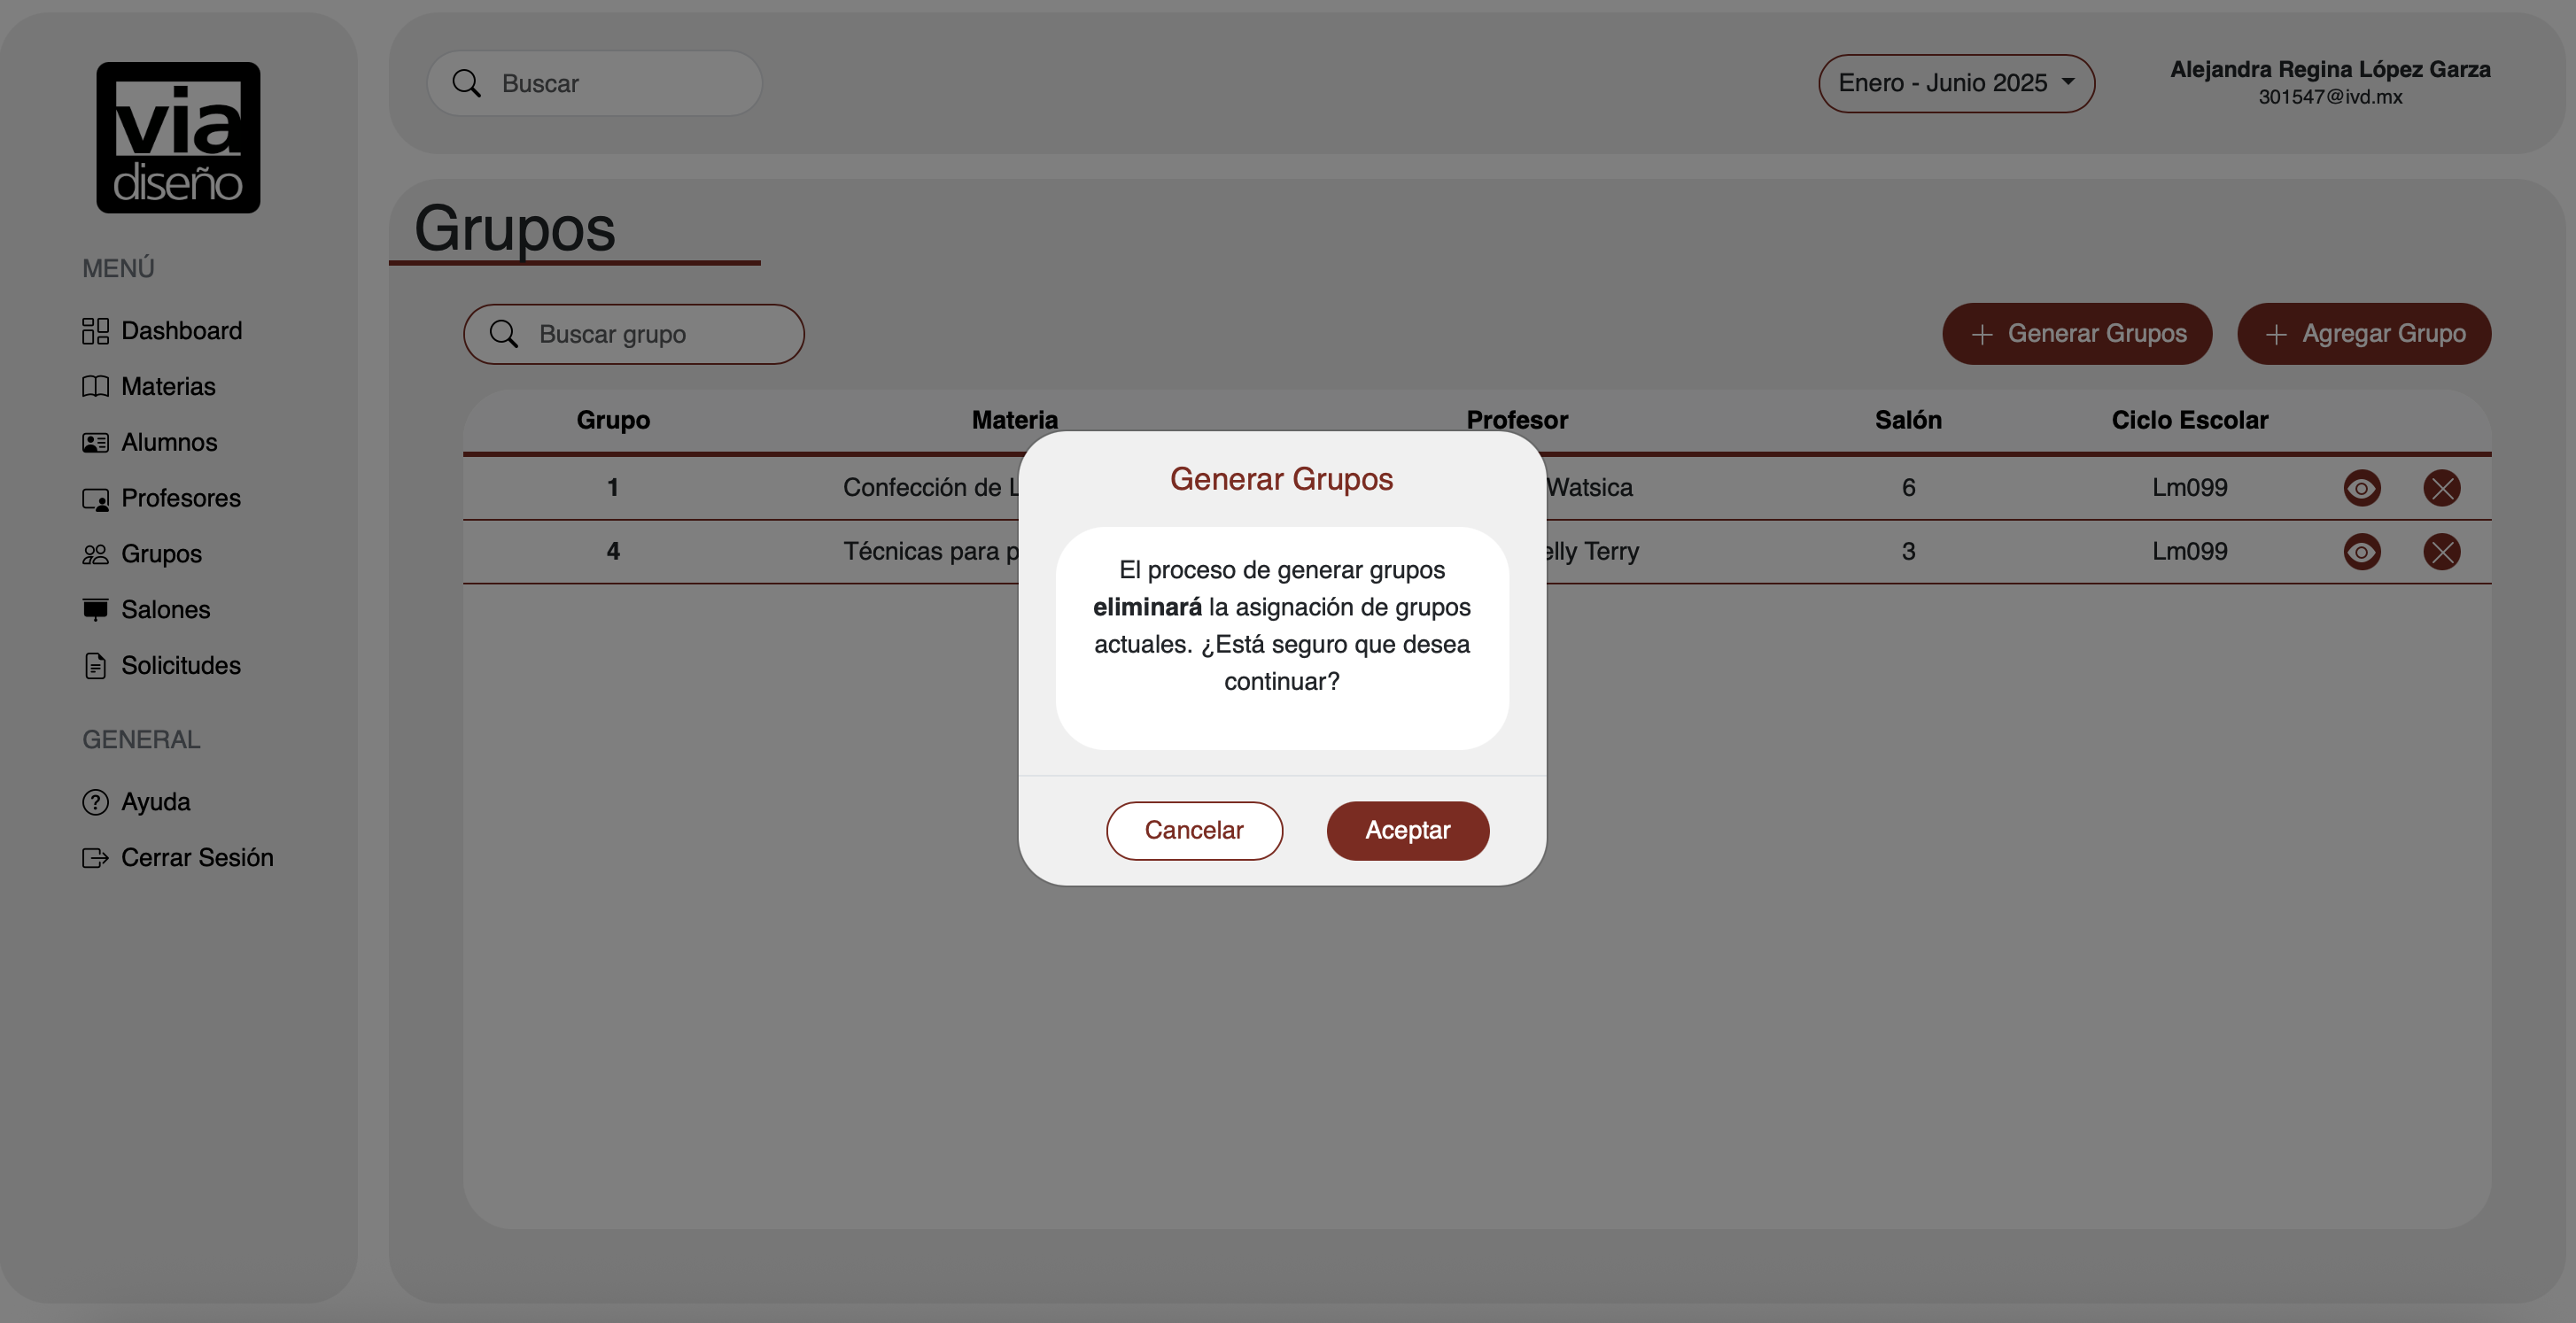 via
diseño
Buscar
Enero - Junio 2025
Alejandra Regina López Garza
301547@ivd.mx
MENÚ
Dashboard
Materias
Alumnos
Profesores
Grupos
Salones
Solicitudes
GENERAL
Ayuda
Cerrar Sesión
Grupos
Buscar grupo
Generar Grupos
Agregar Grupo
Grupo Materia Profesor Salón Ciclo Escolar
1 Confección de Watsica 6 Lm099
4 Técnicas para Terry 3 Lm099
Generar Grupos
El proceso de generar grupos
eliminará la asignación de grupos
actuales. ¿Está seguro que desea
continuar?
Cancelar
Aceptar